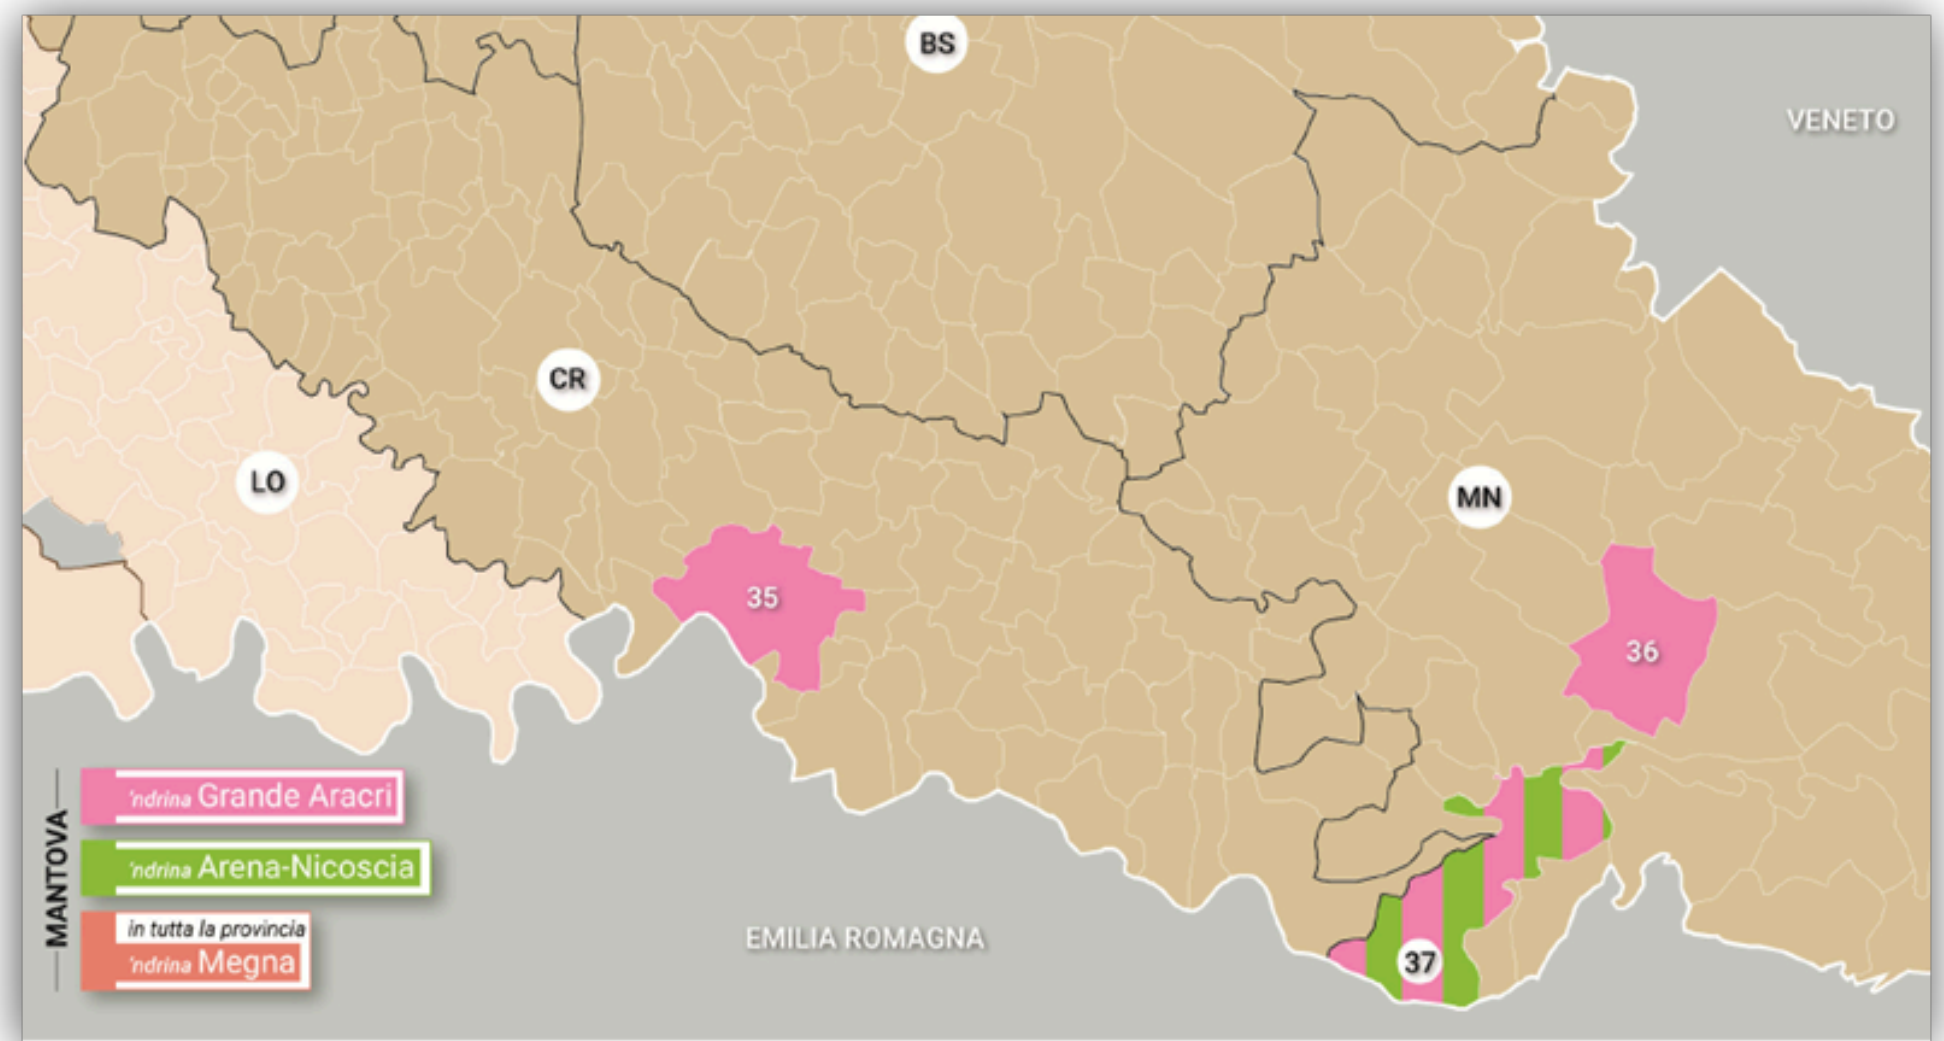 BS
VENETO
CR
LO
MN
35
36
37
EMILIA ROMAGNA
MANTOVA
'ndrina Grande Aracri
'ndrina Arena-Nicoscia
in tutta la provincia
'ndrina Megna